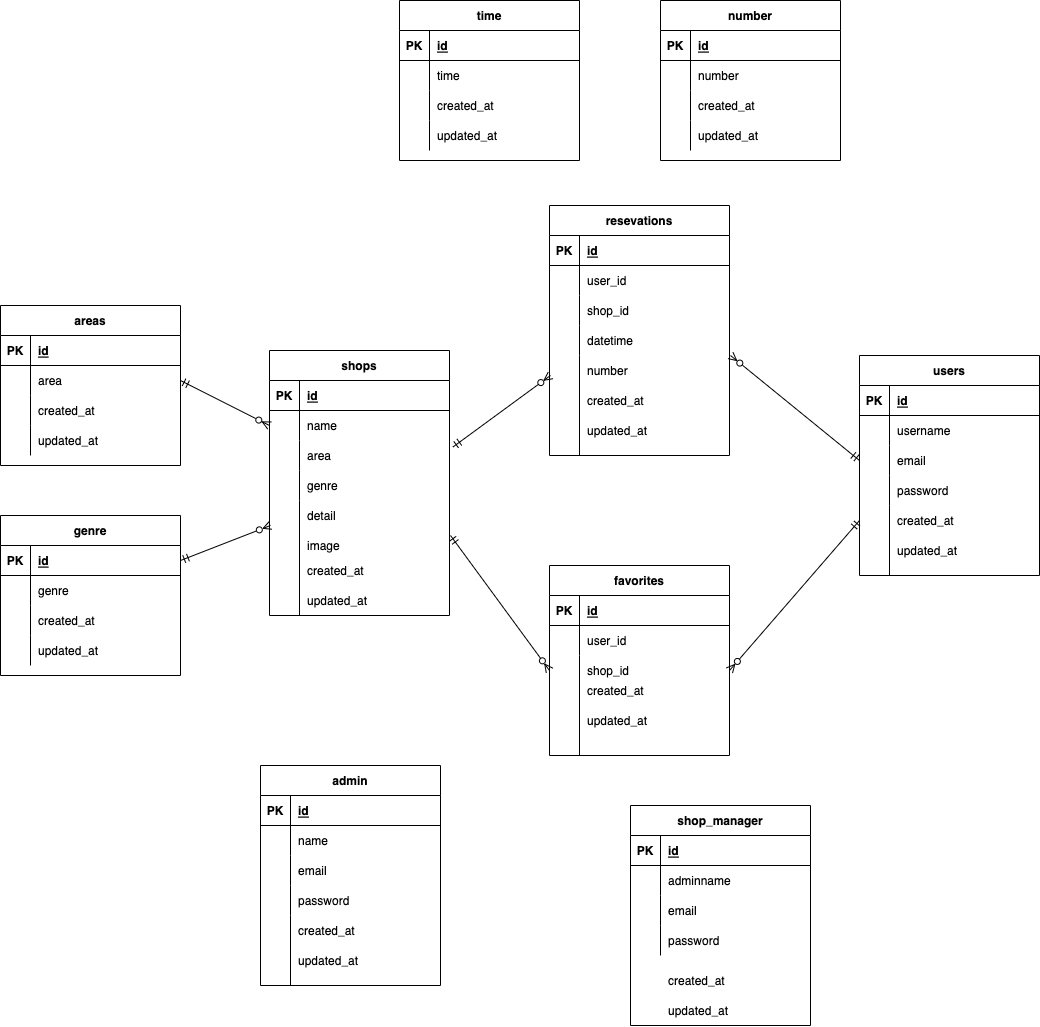 time
PK id
time
created_at
updated_at
number
PK id
number
created_at
updated_at
resevations
PK id
user_id
shop_id
datetime
number
created_at
updated_at
areas
PK id
area
created_at
updated_at
shops
PK id
name
area
genre
detail
image
created_at
updated_at
users
PK id
username
email
password
created_at
updated_at
genre
PK id
genre
created_at
updated_at
favorites
PK id
user_id
shop_id
created_at
updated_at
admin
PK id
name
email
password
created_at
updated_at
shop_manager
PK id
adminname
email
password
created_at
updated_at